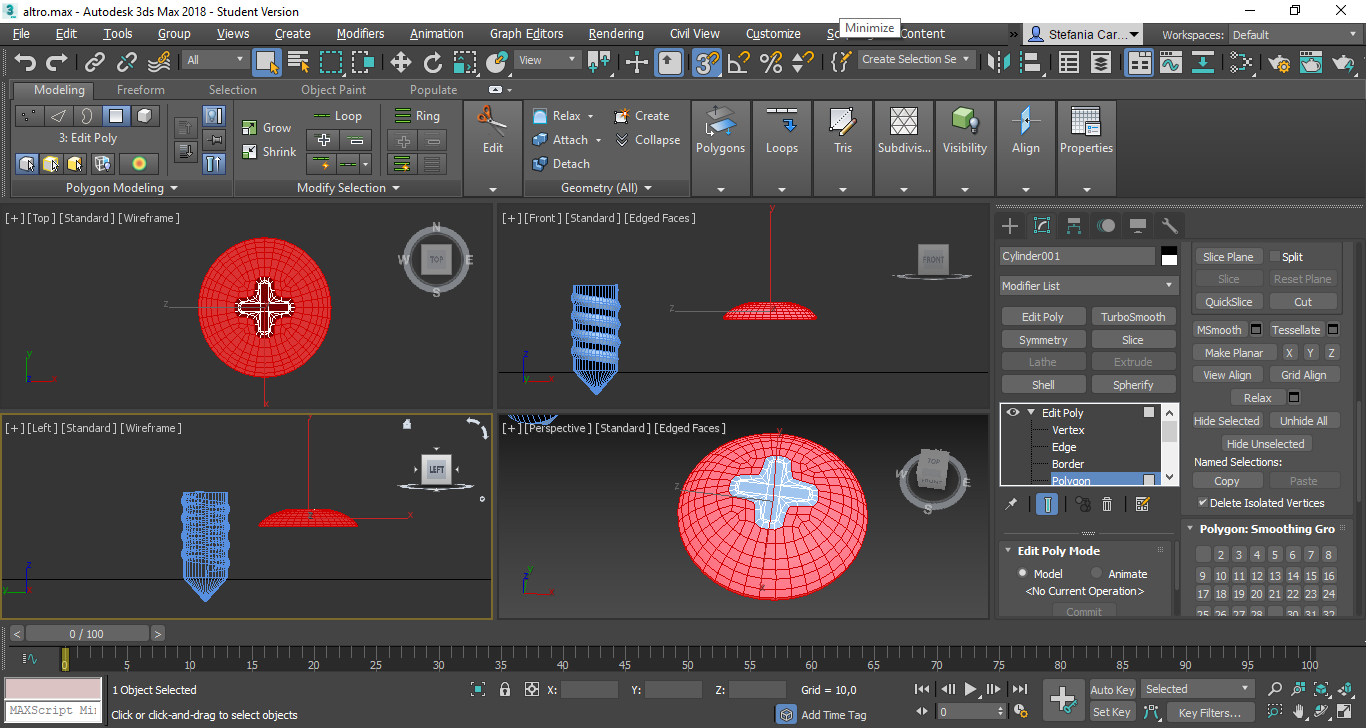 3 altro.max - Autodesk 3ds Max 2018 - Student Version
File Edit Tools Group Views Create Modifiers Animation Graph Editors Rendering Civil View Customize Content » Stefania Car... Workspaces: Default
Minimize
All View Create Selection Se
Modeling Freeform Selection Object Paint Populate
3: Edit Poly
Grow
Shrink
Loop
Ring
Edit
Relax
Create
Attach
Collapse
Detach
Polygons Loops Tris Subdivis... Visibility Align Properties
Polygon Modeling Modify Selection Geometry (All)
[+] [Top] [Standard] [Wireframe]
N W E S TOP
z x
y z x
[+] [Front] [Standard] [Edged Faces]
FRONT
y z
z y x
[+] [Left] [Standard] [Wireframe]
LEFT
y x
z y x
[+] [Perspective] [Standard] [Edged Faces]
TOP FRONT W E S
y z x
y z x
Cylinder001
Modifier List
Edit Poly TurboSmooth
Symmetry Slice
Lathe Extrude
Shell Spherify
Edit Poly
Vertex
Edge
Border
Polygon
Edit Poly Mode
Model Animate
<No Current Operation>
Commit
Slice Plane Split
Slice Reset Plane
QuickSlice Cut
MSmooth Tessellate
Make Planar X Y Z
View Align Grid Align
Relax
Hide Selected Unhide All
Hide Unselected
Named Selections:
Copy Paste
Delete Isolated Vertices
Polygon: Smoothing Gro
2 3 4 5 6 7 8
9 10 11 12 13 14 15 16
17 18 19 20 21 22 23 24
25 26 27 28 30 31 32
< 0 / 100 >
0 5 10 15 20 25 30 35 40 45 50 55 60 65 70 75 80 85 90 95 100
1 Object Selected
X: Y: Z: Grid = 10,0
Auto Key Selected
MAXScript Mi
Click or click-and-drag to select objects
Add Time Tag
0
Set Key Key Filters...